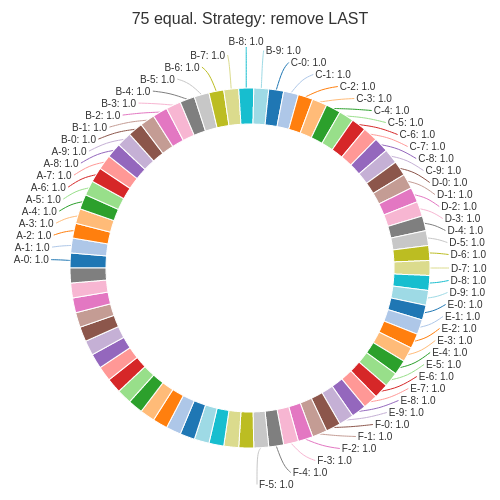 75 equal. Strategy: remove LAST
B-8: 1.0
B-9: 1.0
B-7: 1.0
C-0: 1.0
B-6: 1.0
C-1: 1.0
B-5: 1.0
C-2: 1.0
B-4: 1.0
C-3: 1.0
B-3: 1.0
C-4: 1.0
B-2: 1.0
C-5: 1.0
B-1: 1.0
C-6: 1.0
B-0: 1.0
C-7: 1.0
A-9: 1.0
C-8: 1.0
A-8: 1.0
C-9: 1.0
A-7: 1.0
D-0: 1.0
A-6: 1.0
D-1: 1.0
A-5: 1.0
D-2: 1.0
A-4: 1.0
D-3: 1.0
A-3: 1.0
D-4: 1.0
A-2: 1.0
D-5: 1.0
A-1: 1.0
D-6: 1.0
A-0: 1.0
D-7: 1.0
D-8: 1.0
D-9: 1.0
E-0: 1.0
E-1: 1.0
E-2: 1.0
E-3: 1.0
E-4: 1.0
E-5: 1.0
E-6: 1.0
E-7: 1.0
E-8: 1.0
E-9: 1.0
F-0: 1.0
F-1: 1.0
F-2: 1.0
F-3: 1.0
F-4: 1.0
F-5: 1.0